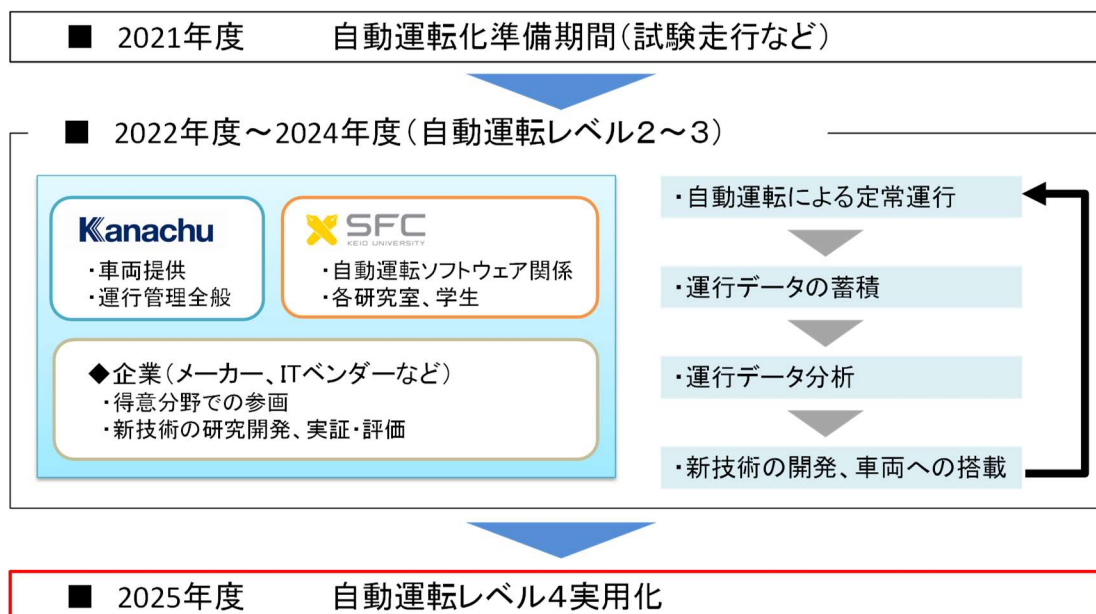 ■ 2021年度 自動運転化準備期間(試験走行など)
■ 2022年度~2024年度(自動運転レベル2~3)
Kanachu
・車両提供
・運行管理全般
SFC
KEIO UNIVERSITY
・自動運転ソフトウェア関係
・各研究室、学生
◆企業(メーカー、ITベンダーなど)
・得意分野での参画
・新技術の研究開発、実証・評価
・自動運転による定常運行
・運行データの蓄積
・運行データ分析
・新技術の開発、車両への搭載
■ 2025年度 自動運転レベル4実用化